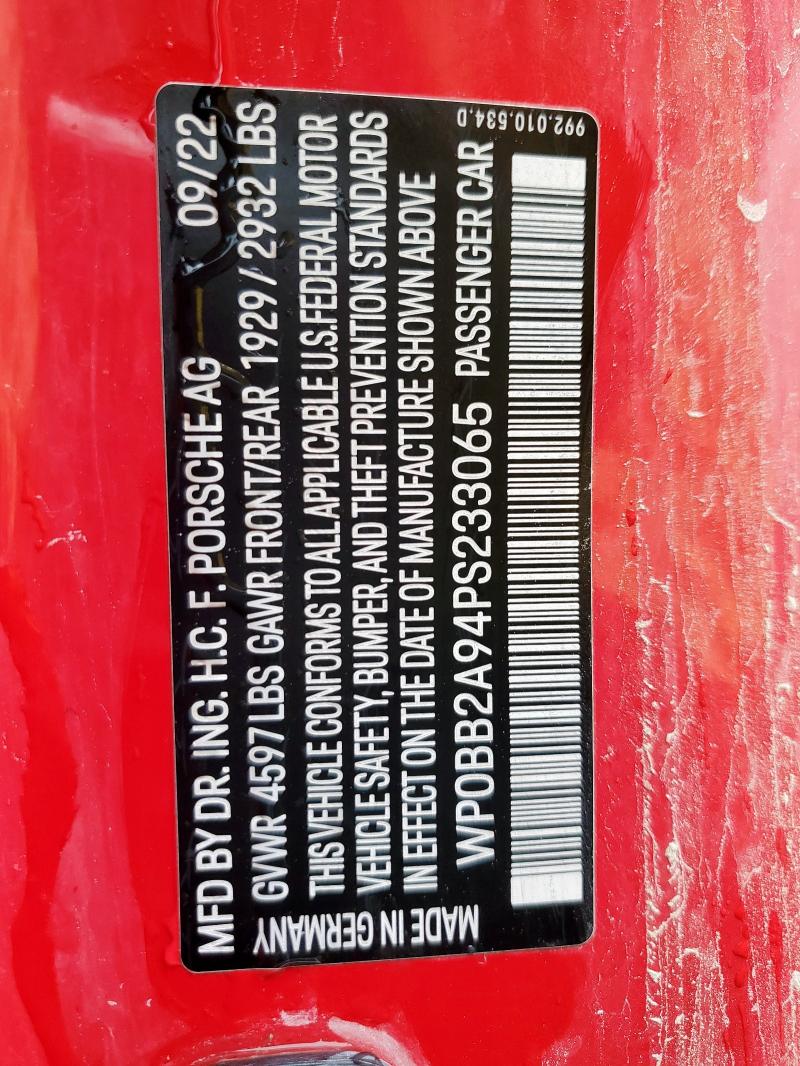 MFD BY DR. ING. H.C. F. PORSCHE AG 09/22
GVWR 4597 LBS GAWR FRONT/REAR 1929 / 2932 LBS
THIS VEHICLE CONFORMS TO ALL APPLICABLE U.S. FEDERAL MOTOR
VEHICLE SAFETY, BUMPER, AND THEFT PREVENTION STANDARDS
IN EFFECT ON THE DATE OF MANUFACTURE SHOWN ABOVE
WP0BB2A94PS233065 PASSENGER CAR
MADE IN GERMANY
992.010.534.D